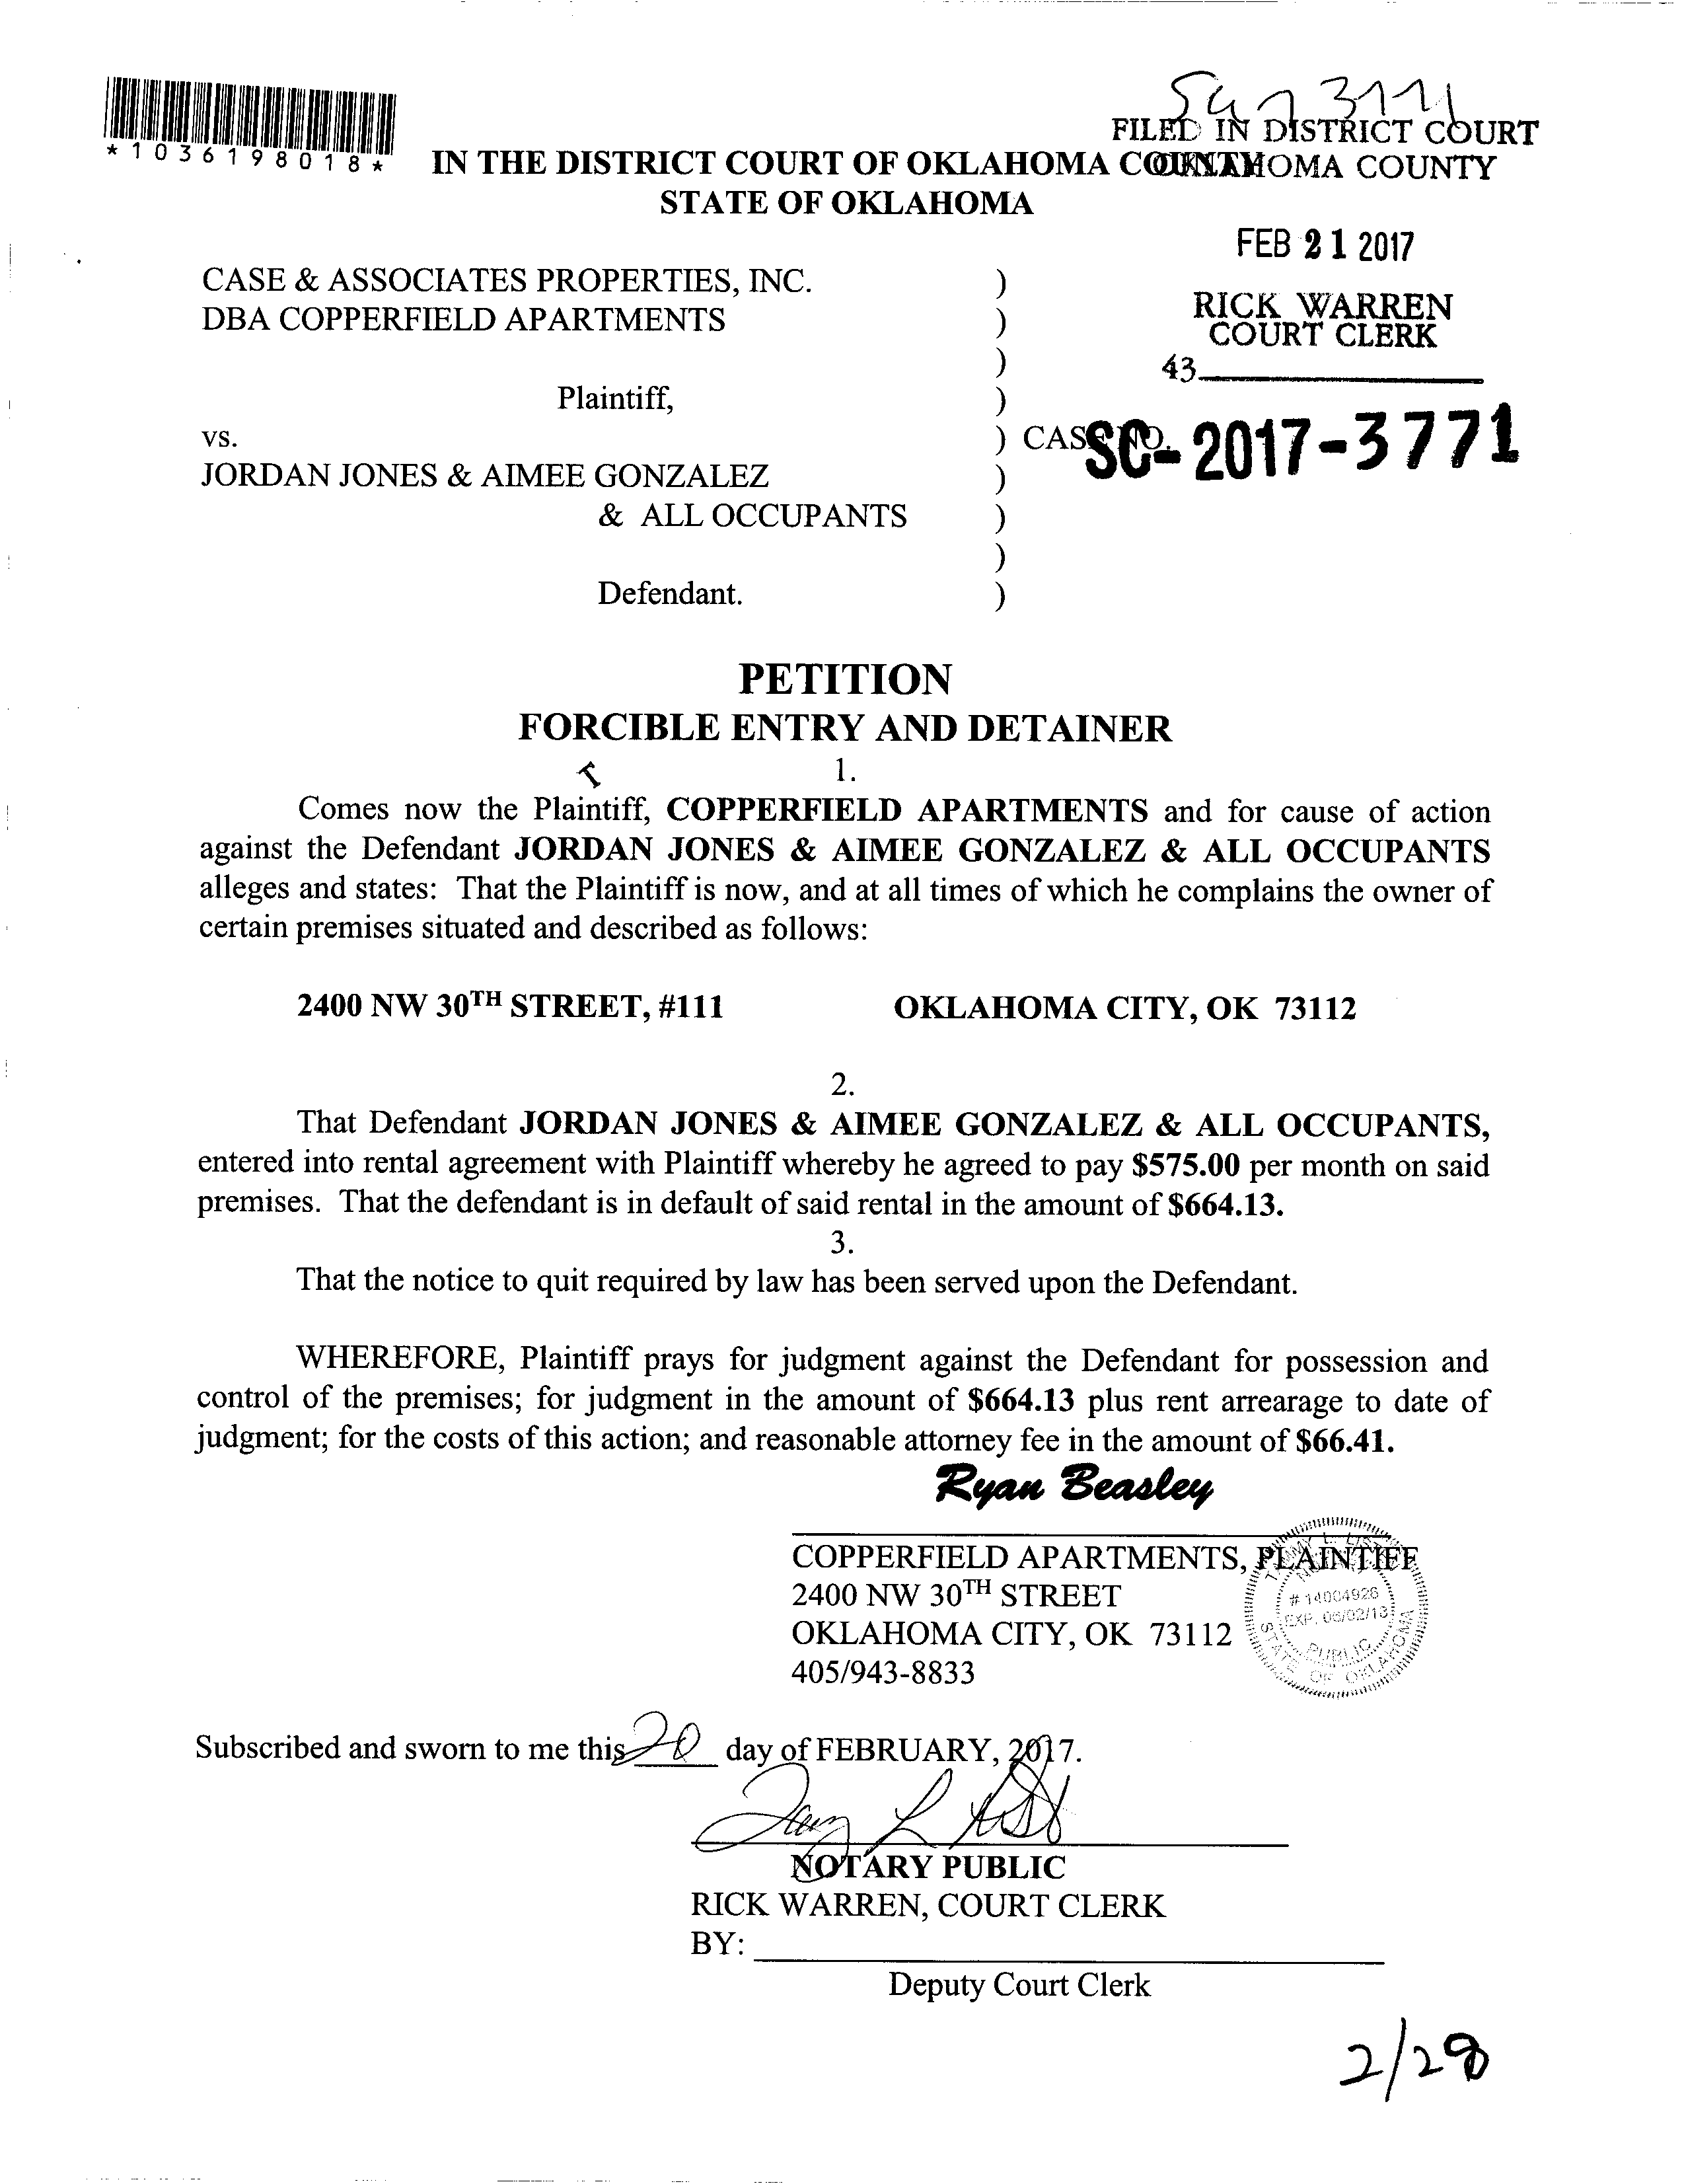 *1036198018*
FILED IN DISTRICT COURT
OKLAHOMA COUNTY
IN THE DISTRICT COURT OF OKLAHOMA COUNTY
STATE OF OKLAHOMA
FEB 21 2017
RICK WARREN
COURT CLERK
43
CASE & ASSOCIATES PROPERTIES, INC. )
DBA COPPERFIELD APARTMENTS )
)
Plaintiff, )
vs. ) CASE NO. SC-2017-3771
JORDAN JONES & AIMEE GONZALEZ )
& ALL OCCUPANTS )
)
Defendant. )
PETITION
FORCIBLE ENTRY AND DETAINER
1.
Comes now the Plaintiff, COPPERFIELD APARTMENTS and for cause of action
against the Defendant JORDAN JONES & AIMEE GONZALEZ & ALL OCCUPANTS
alleges and states: That the Plaintiff is now, and at all times of which he complains the owner of
certain premises situated and described as follows:
2400 NW 30TH STREET, #111 OKLAHOMA CITY, OK 73112
2.
That Defendant JORDAN JONES & AIMEE GONZALEZ & ALL OCCUPANTS,
entered into rental agreement with Plaintiff whereby he agreed to pay $575.00 per month on said
premises. That the defendant is in default of said rental in the amount of $664.13.
3.
That the notice to quit required by law has been served upon the Defendant.
WHEREFORE, Plaintiff prays for judgment against the Defendant for possession and
control of the premises; for judgment in the amount of $664.13 plus rent arrearage to date of
judgment; for the costs of this action; and reasonable attorney fee in the amount of $66.41.
Ryan Beasley
COPPERFIELD APARTMENTS, PLAINTIFF
2400 NW 30TH STREET
OKLAHOMA CITY, OK 73112
405/943-8833
# 14004926
PUBLIC
STATE OF OKLAHOMA
Subscribed and sworn to me this 20 day of FEBRUARY, 2017.
NOTARY PUBLIC
RICK WARREN, COURT CLERK
BY:
Deputy Court Clerk
2/28